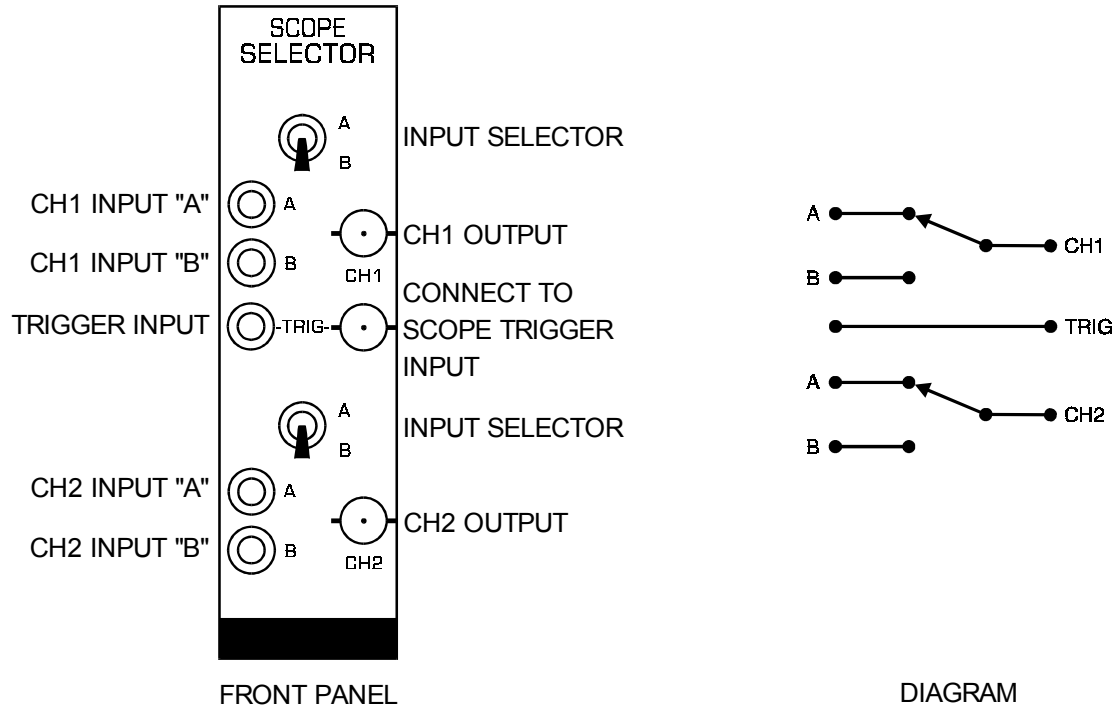 SCOPE
SELECTOR
A
B
INPUT SELECTOR
CH1 INPUT "A"
A
CH1 OUTPUT
CH1 INPUT "B"
B
CH1
CONNECT TO
SCOPE TRIGGER
INPUT
TRIGGER INPUT
-TRIG-
A
B
INPUT SELECTOR
CH2 INPUT "A"
A
CH2 OUTPUT
CH2 INPUT "B"
B
CH2
FRONT PANEL
A
CH1
B
TRIG
A
CH2
B
DIAGRAM